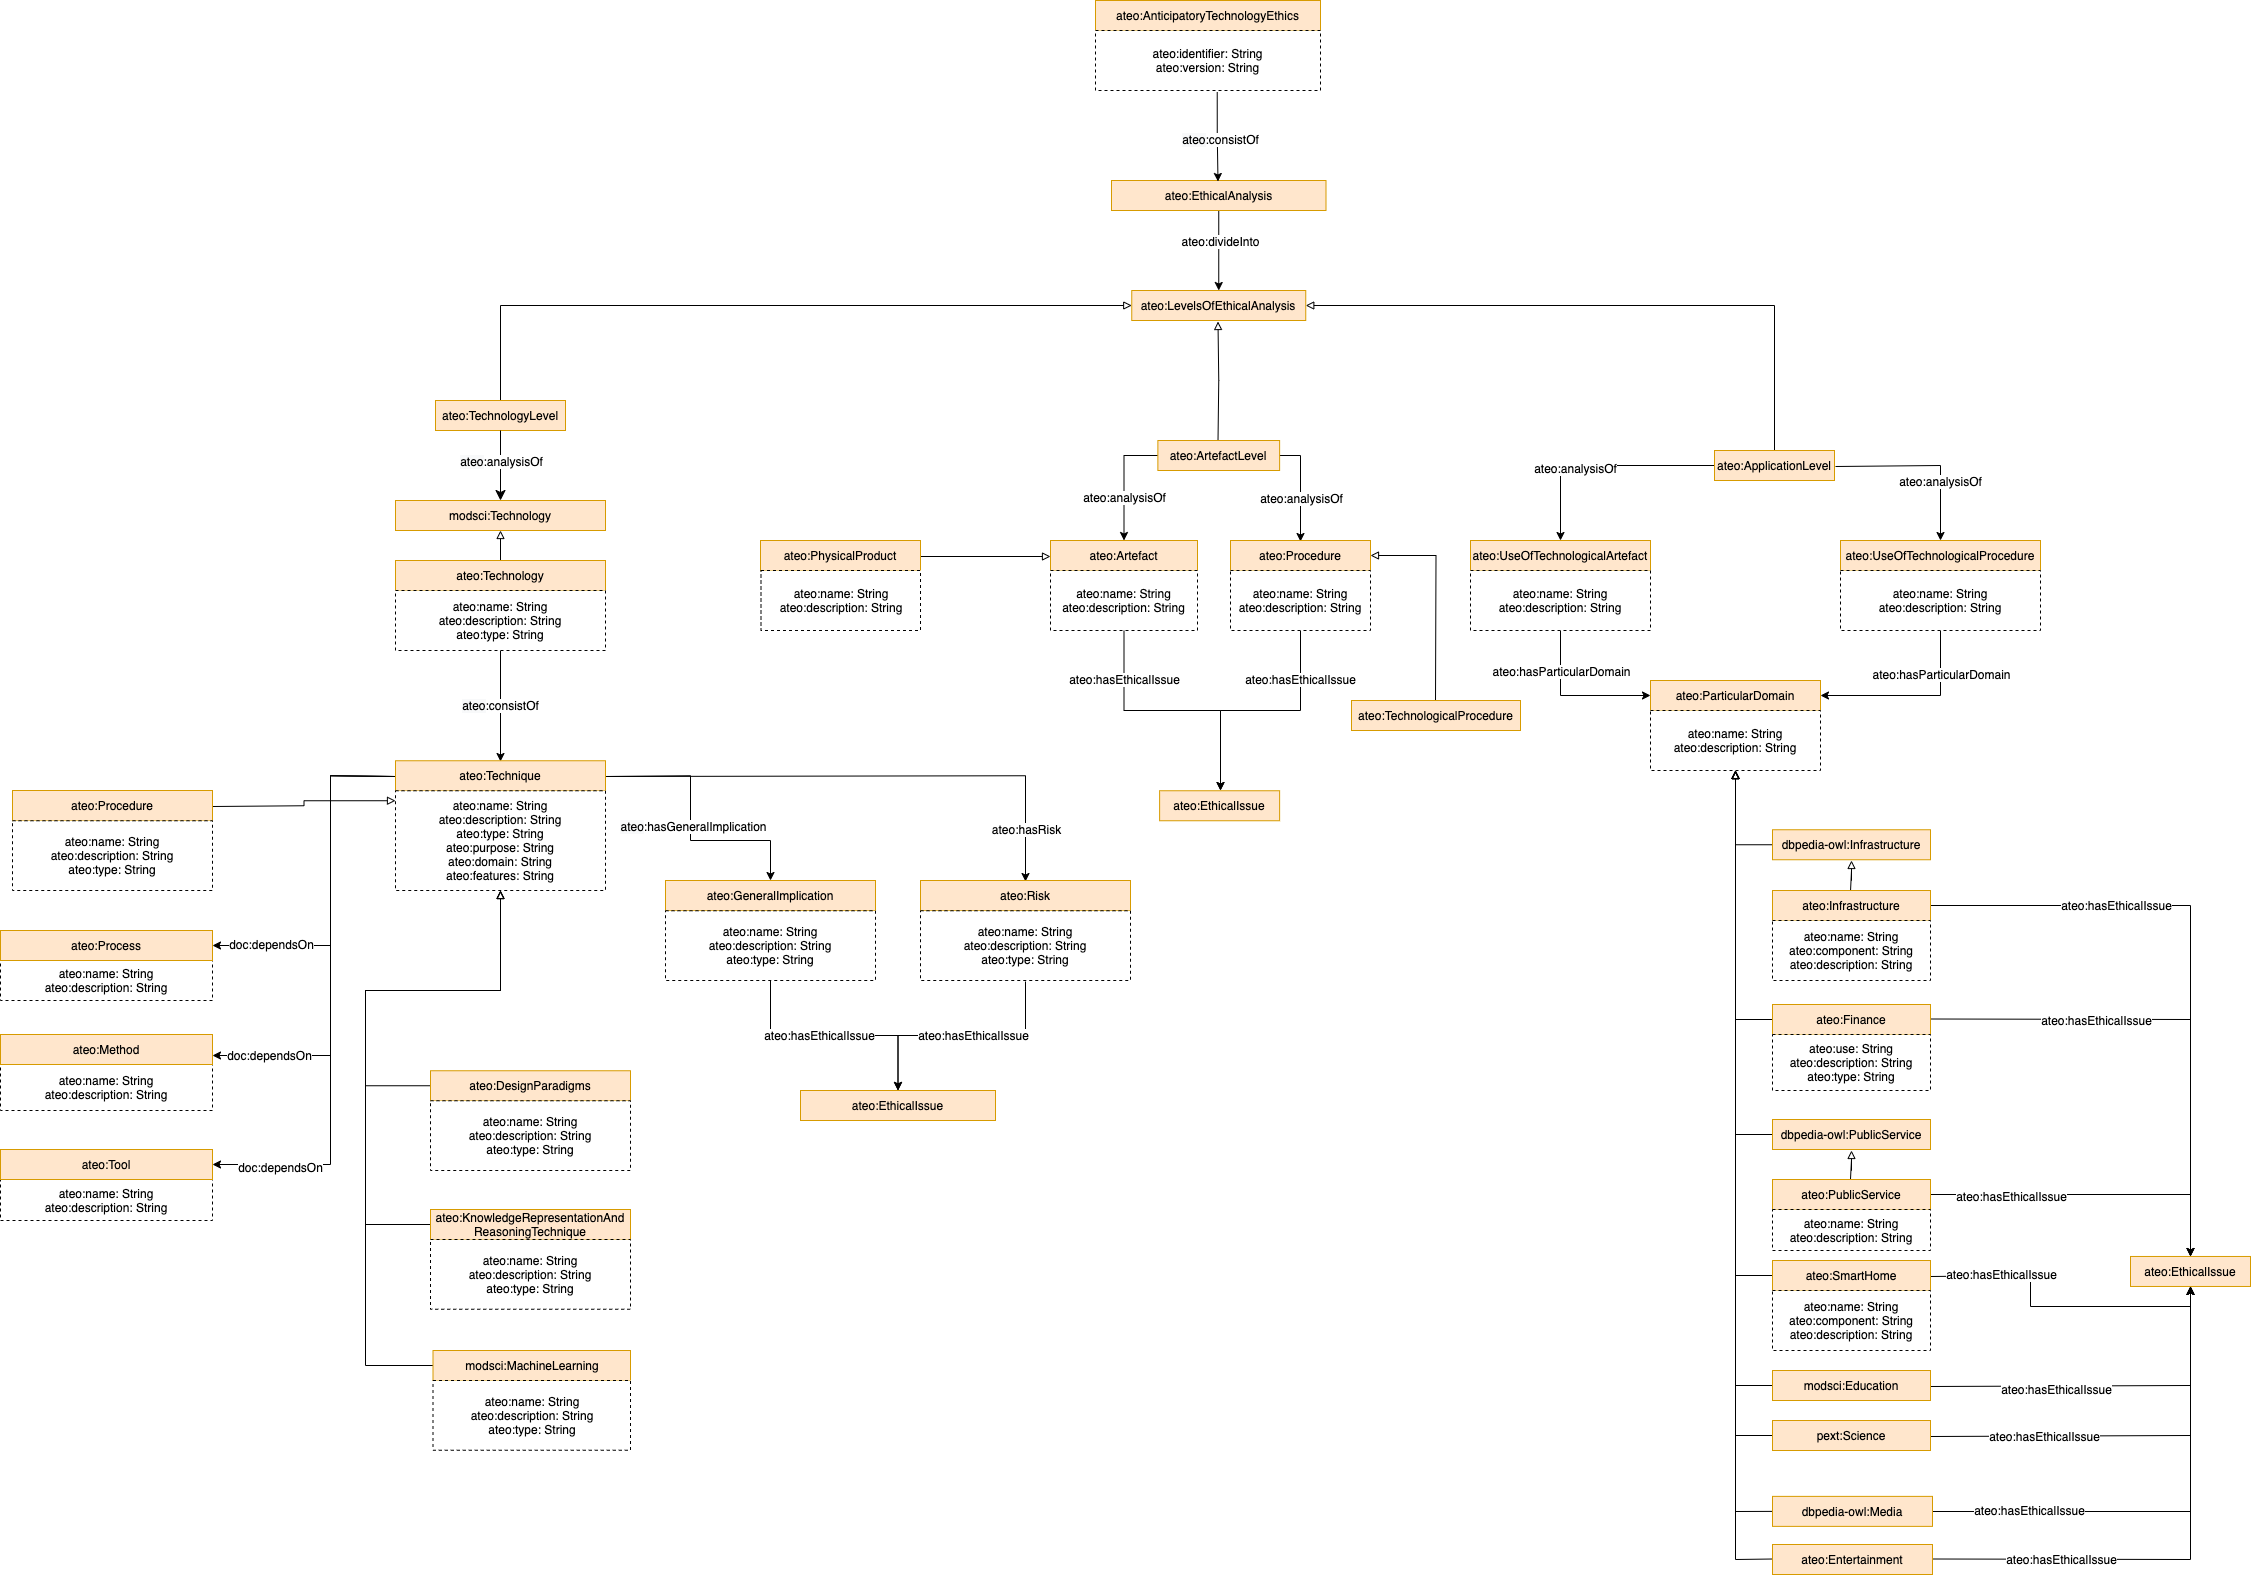 ateo:AnticipatoryTechnologyEthics
ateo:identifier: String
ateo:version: String
ateo:consistOf
ateo:EthicalAnalysis
ateo:divideInto
ateo:LevelsOfEthicalAnalysis
ateo:TechnologyLevel
ateo:analysisOf
modsci:Technology
ateo:Technology
ateo:name: String
ateo:description: String
ateo:type: String
ateo:consistOf
ateo:Technique
ateo:name: String
ateo:description: String
ateo:type: String
ateo:purpose: String
ateo:domain: String
ateo:features: String
ateo:Procedure
ateo:name: String
ateo:description: String
ateo:type: String
ateo:Process
ateo:name: String
ateo:description: String
doc:dependsOn
ateo:Method
ateo:name: String
ateo:description: String
doc:dependsOn
ateo:Tool
ateo:name: String
ateo:description: String
doc:dependsOn
ateo:DesignParadigms
ateo:name: String
ateo:description: String
ateo:type: String
ateo:KnowledgeRepresentationAnd
ReasoningTechnique
ateo:name: String
ateo:description: String
ateo:type: String
modsci:MachineLearning
ateo:name: String
ateo:description: String
ateo:type: String
ateo:hasGeneralImplication
ateo:hasRisk
ateo:GeneralImplication
ateo:name: String
ateo:description: String
ateo:type: String
ateo:Risk
ateo:name: String
ateo:description: String
ateo:type: String
ateo:hasEthicalIssue
ateo:hasEthicalIssue
ateo:EthicalIssue
ateo:ArtefactLevel
ateo:analysisOf
ateo:analysisOf
ateo:PhysicalProduct
ateo:name: String
ateo:description: String
ateo:Artefact
ateo:name: String
ateo:description: String
ateo:Procedure
ateo:name: String
ateo:description: String
ateo:hasEthicalIssue
ateo:hasEthicalIssue
ateo:TechnologicalProcedure
ateo:EthicalIssue
ateo:ApplicationLevel
ateo:analysisOf
ateo:analysisOf
ateo:UseOfTechnologicalArtefact
ateo:name: String
ateo:description: String
ateo:UseOfTechnologicalProcedure
ateo:name: String
ateo:description: String
ateo:hasParticularDomain
ateo:hasParticularDomain
ateo:ParticularDomain
ateo:name: String
ateo:description: String
dbpedia-owl:Infrastructure
ateo:Infrastructure
ateo:name: String
ateo:component: String
ateo:description: String
ateo:hasEthicalIssue
ateo:Finance
ateo:use: String
ateo:description: String
ateo:type: String
ateo:hasEthicalIssue
dbpedia-owl:PublicService
ateo:PublicService
ateo:name: String
ateo:description: String
ateo:hasEthicalIssue
ateo:SmartHome
ateo:name: String
ateo:component: String
ateo:description: String
ateo:hasEthicalIssue
ateo:EthicalIssue
modsci:Education
ateo:hasEthicalIssue
pext:Science
ateo:hasEthicalIssue
dbpedia-owl:Media
ateo:hasEthicalIssue
ateo:Entertainment
ateo:hasEthicalIssue